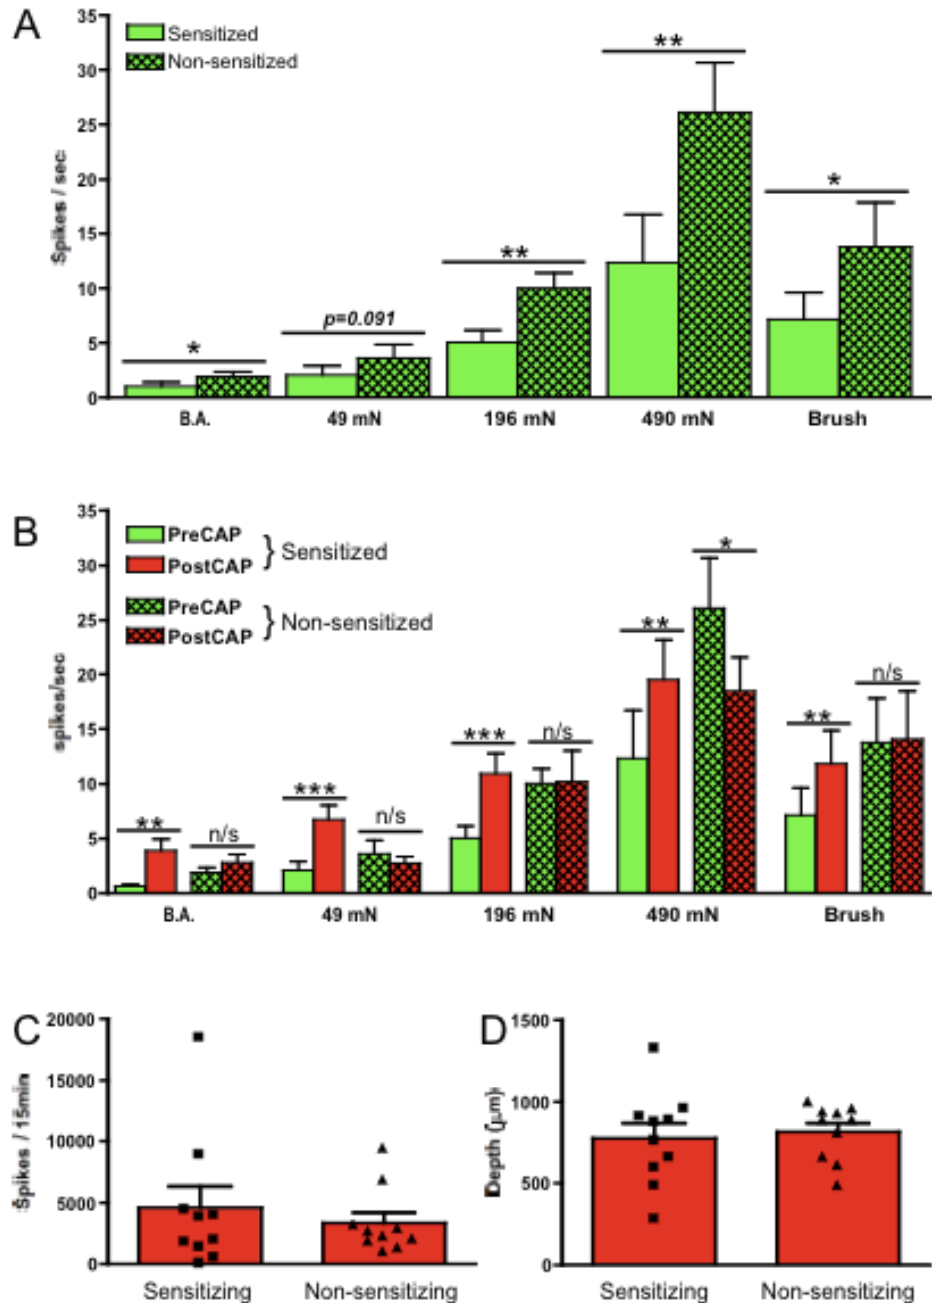 A
35
30
25
20
15
10
5
0
Spikes / sec
Sensitized
Non-sensitized
*
p=0.091
**
**
*
B.A. 49 mN 196 mN 490 mN Brush
B
35
30
25
20
15
10
5
0
spikes/sec
PreCAP
PostCAP
} Sensitized
PreCAP
PostCAP
} Non-sensitized
** n/s
*** n/s
*** n/s
** *
** n/s
B.A. 49 mN 196 mN 490 mN Brush
C
20000
15000
10000
5000
0
Spikes / 15min
Sensitizing Non-sensitizing
D
1500
1000
500
0
Depth (μm)
Sensitizing Non-sensitizing